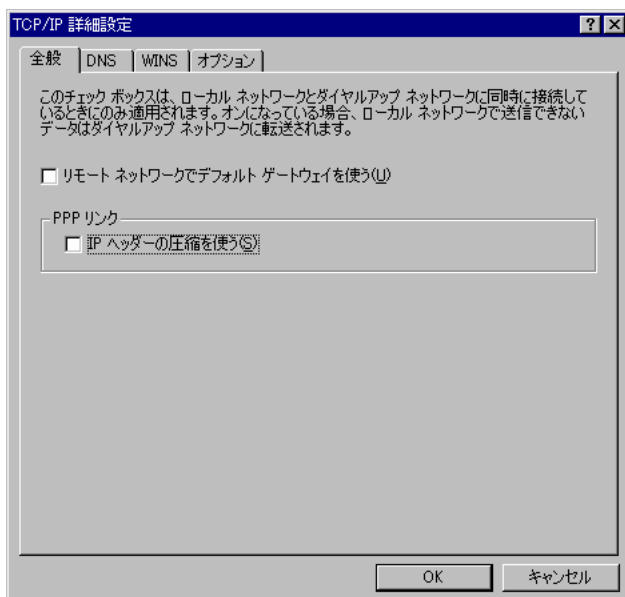 TCP/IP 詳細設定
全般 DNS WINS オプション
このチェック ボックスは、ローカル ネットワークとダイヤルアップ ネットワークに同時に接続して
いるときにのみ適用されます。オンになっている場合、ローカル ネットワークで送信できない
データはダイヤルアップ ネットワークに転送されます。
リモート ネットワークでデフォルト ゲートウェイを使う(U)
PPP リンク
IP ヘッダーの圧縮を使う(S)
OK キャンセル